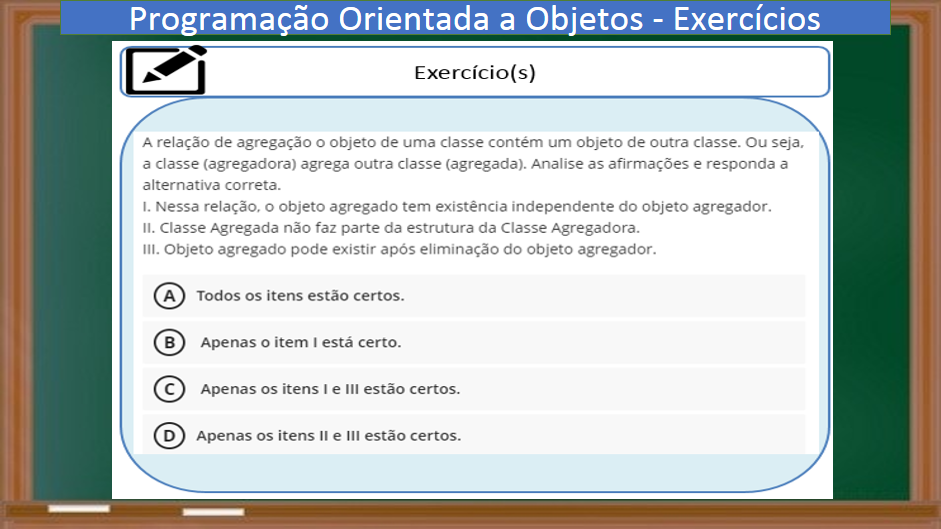 Programação Orientada a Objetos - Exercícios
Exercício(s)
A relação de agregação o objeto de uma classe contém um objeto de outra classe. Ou seja,
a classe (agregadora) agrega outra classe (agregada). Analise as afirmações e responda a
alternativa correta.
I. Nessa relação, o objeto agregado tem existência independente do objeto agregador.
II. Classe Agregada não faz parte da estrutura da Classe Agregadora.
III. Objeto agregado pode existir após eliminação do objeto agregador.
A Todos os itens estão certos.
B Apenas o item I está certo.
C Apenas os itens I e III estão certos.
D Apenas os itens II e III estão certos.